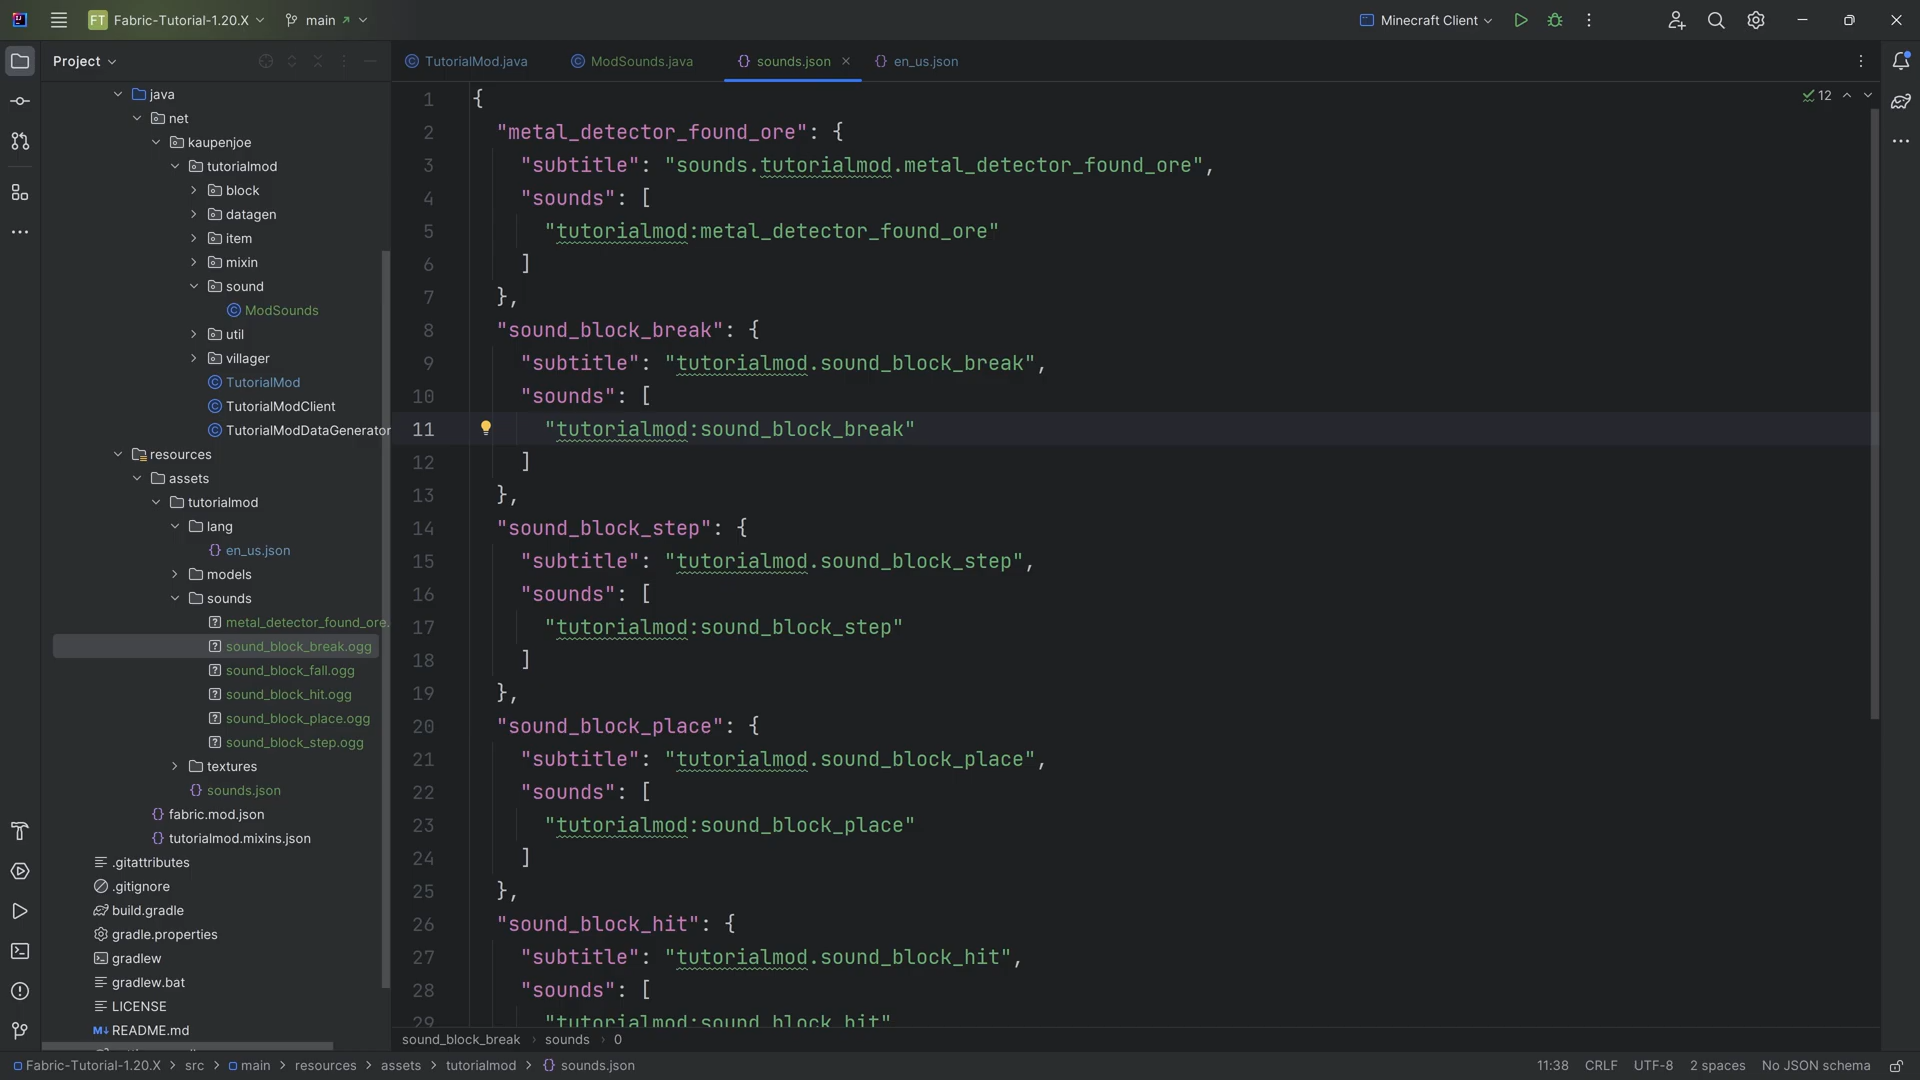 FT Fabric-Tutorial-1.20.X main Minecraft Client
Project
TutorialMod.java ModSounds.java sounds.json en_us.json
java
net
kaupenjoe
tutorialmod
block
datagen
item
mixin
sound
ModSounds
util
villager
TutorialMod
TutorialModClient
TutorialModDataGenerator
resources
assets
tutorialmod
lang
en_us.json
models
sounds
metal_detector_found_ore.
sound_block_break.ogg
sound_block_fall.ogg
sound_block_hit.ogg
sound_block_place.ogg
sound_block_step.ogg
textures
sounds.json
fabric.mod.json
tutorialmod.mixins.json
.gitattributes
.gitignore
build.gradle
gradle.properties
gradlew
gradlew.bat
LICENSE
M↓ README.md
12
1 {
2 "metal_detector_found_ore": {
3 "subtitle": "sounds.tutorialmod.metal_detector_found_ore",
4 "sounds": [
5 "tutorialmod:metal_detector_found_ore"
6 ]
7 },
8 "sound_block_break": {
9 "subtitle": "tutorialmod.sound_block_break",
10 "sounds": [
11 "tutorialmod:sound_block_break"
12 ]
13 },
14 "sound_block_step": {
15 "subtitle": "tutorialmod.sound_block_step",
16 "sounds": [
17 "tutorialmod:sound_block_step"
18 ]
19 },
20 "sound_block_place": {
21 "subtitle": "tutorialmod.sound_block_place",
22 "sounds": [
23 "tutorialmod:sound_block_place"
24 ]
25 },
26 "sound_block_hit": {
27 "subtitle": "tutorialmod.sound_block_hit",
28 "sounds": [
29 "tutorialmod:sound_block_hit"
sound_block_break > sounds > 0
Fabric-Tutorial-1.20.X > src > main > resources > assets > tutorialmod > sounds.json
11:38 CRLF UTF-8 2 spaces No JSON schema